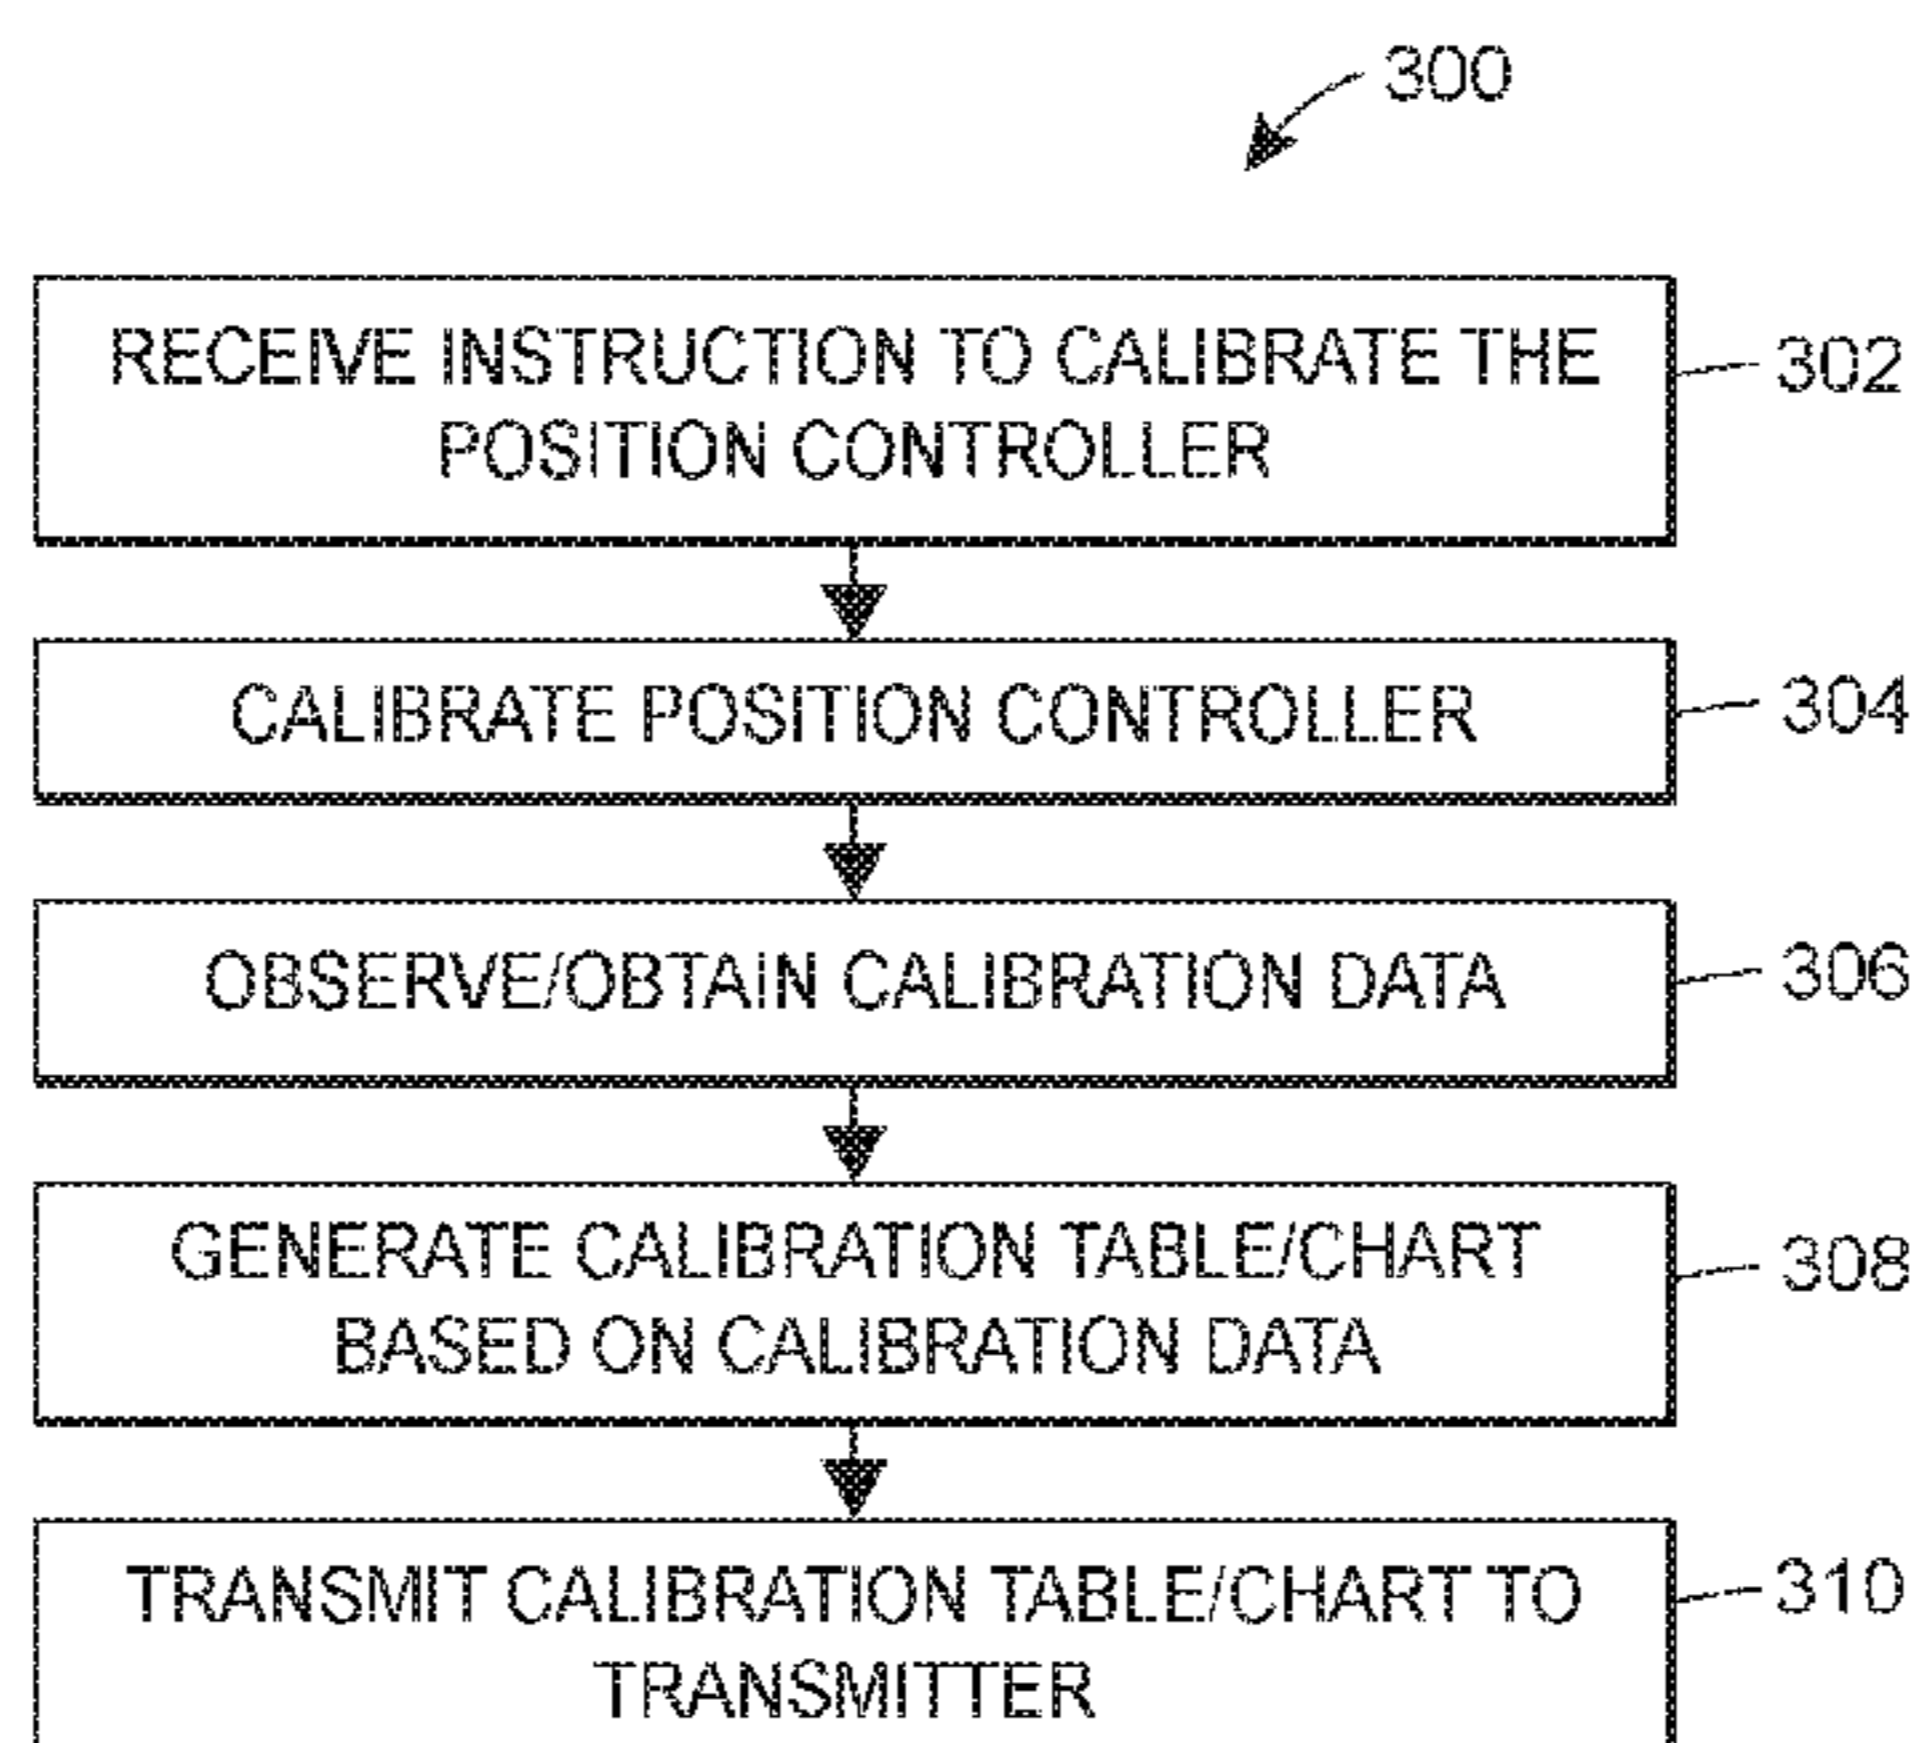 300
RECEIVE INSTRUCTION TO CALIBRATE THE
POSITION CONTROLLER
302
CALIBRATE POSITION CONTROLLER
304
OBSERVE/OBTAIN CALIBRATION DATA
306
GENERATE CALIBRATION TABLE/CHART
BASED ON CALIBRATION DATA
308
TRANSMIT CALIBRATION TABLE/CHART TO
TRANSMITTER
310